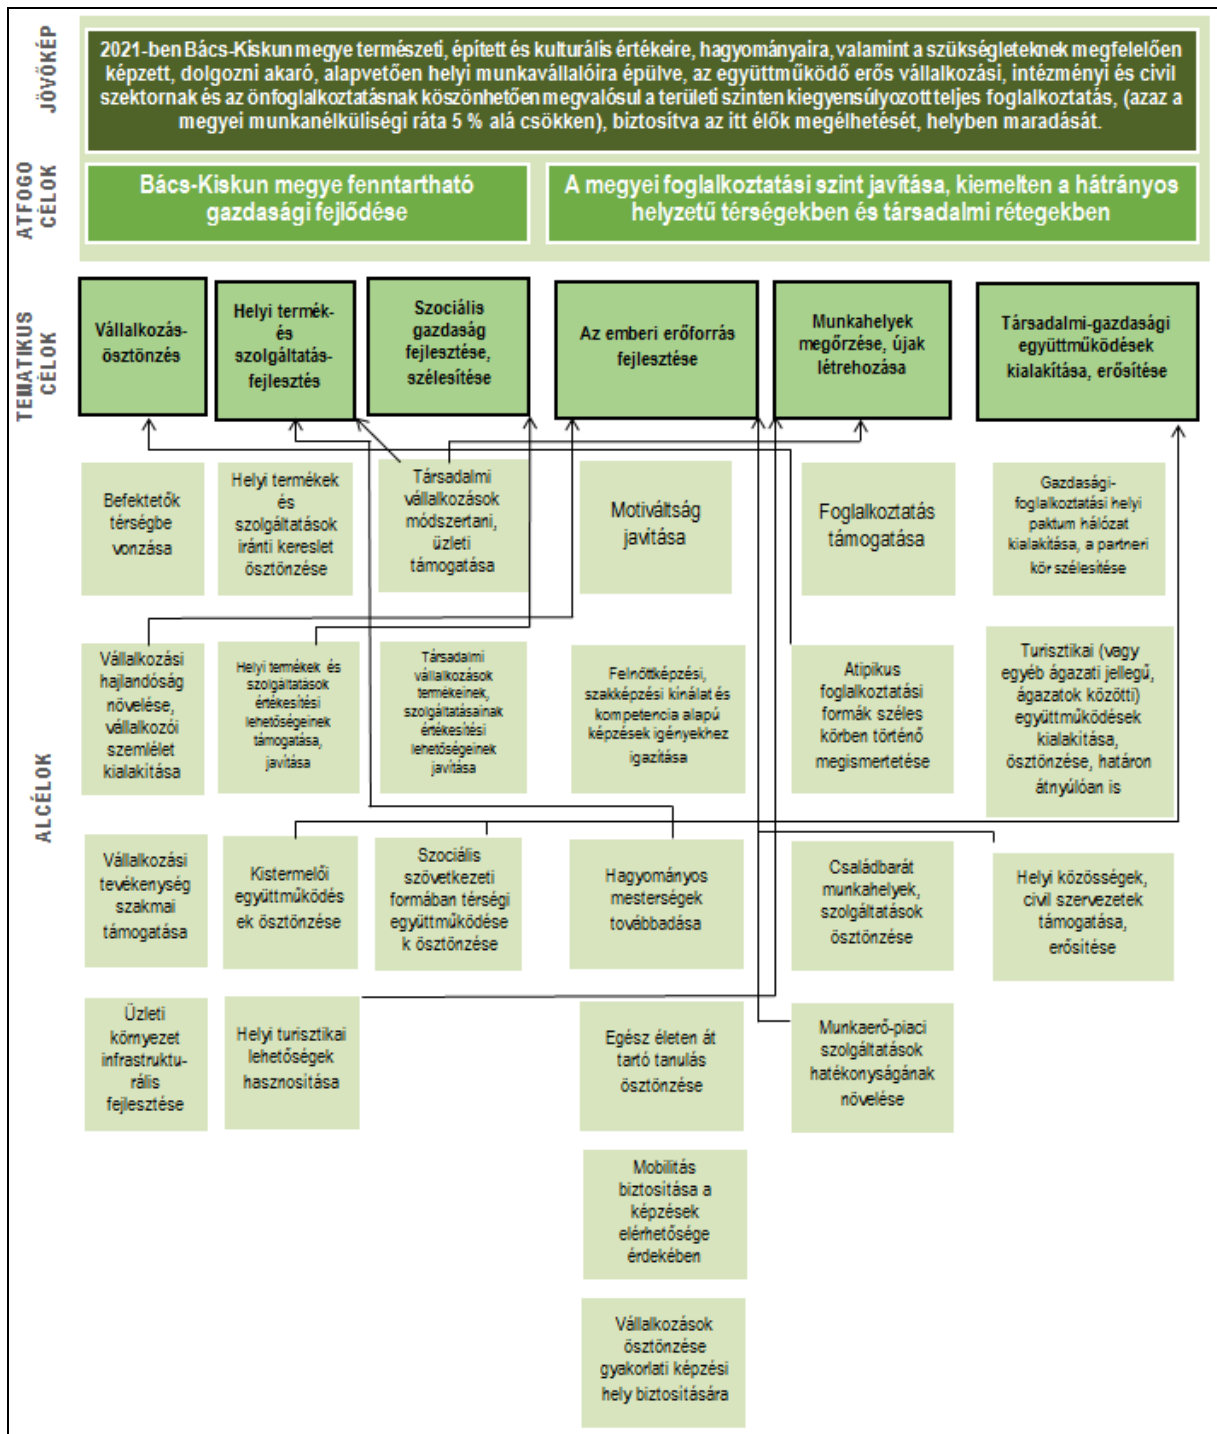 JÖVŐKÉP
2021-ben Bács-Kiskun megye természeti, épített és kulturális értékeire, hagyományaira, valamint a szükségleteknek megfelelően
képzett, dolgozni akaró, alapvetően helyi munkavállalóira épülve, az együttműködő erős vállalkozási, intézményi és civil
szektornak és az önfoglalkoztatásnak köszönhetően megvalósul a területi szinten kiegyensúlyozott teljes foglalkoztatás, (azaz a
megyei munkanélküliségi ráta 5 % alá csökken), biztosítva az itt élők megélhetését, helyben maradását.
ÁTFOGO
CÉLOK
Bács-Kiskun megye fenntartható
gazdasági fejlődése
A megyei foglalkoztatási szint javítása, kiemelten a hátrányos
helyzetű térségekben és társadalmi rétegekben
TEMATIKUS
CÉLOK
Vállalkozás-
ösztönzés
Helyi termék-
és
szolgáltatás-
fejlesztés
Szociális
gazdaság
fejlesztése,
szélesítése
Az emberi erőforrás
fejlesztése
Munkahelyek
megőrzése, újak
létrehozása
Társadalmi-gazdasági
együttműködések
kialakítása, erősítése
ALCÉLOK
Befektetők
térségbe
vonzása
Helyi termékek
és
szolgáltatások
iránti kereslet
ösztönzése
Társadalmi
vállalkozások
módszertani,
üzleti
támogatása
Motiváltság
javítása
Foglalkoztatás
támogatása
Gazdasági-
foglalkoztatási helyi
paktum hálózat
kialakítása, a partneri
kör szélesítése
Vállalkozási
hajlandóság
növelése,
vállalkozói
szemlélet
kialakítása
Helyi termékek és
szolgáltatások
értékesítési
lehetőségeinek
támogatása,
javítása
Társadalmi
vállalkozások
termékeinek,
szolgáltatásainak
értékesítési
lehetőségeinek
javítása
Felnőttképzési,
szakképzési kínálat és
kompetencia alapú
képzések igényekhez
igazítása
Atipikus
foglalkoztatási
formák széles
körben történő
megismertetése
Turisztikai (vagy
egyéb ágazati jellegű,
ágazatok közötti)
együttműködések
kialakítása,
ösztönzése, határon
átnyúlóan is
Vállalkozási
tevékenység
szakmai
támogatása
Kistermelői
együttműködés
ek ösztönzése
Szociális
szövetkezeti
formában térségi
együttműködése
k ösztönzése
Hagyományos
mesterségek
továbbadása
Családbarát
munkahelyek,
szolgáltatások
ösztönzése
Helyi közösségek,
civil szervezetek
támogatása,
erősítése
Üzleti
környezet
infrastruktu-
rális
fejlesztése
Helyi turisztikai
lehetőségek
hasznosítása
Egész életen át
tartó tanulás
ösztönzése
Munkaerő-piaci
szolgáltatások
hatékonyságának
növelése
Mobilitás
biztosítása a
képzések
elérhetősége
érdekében
Vállalkozások
ösztönzése
gyakorlati képzési
hely biztosítására